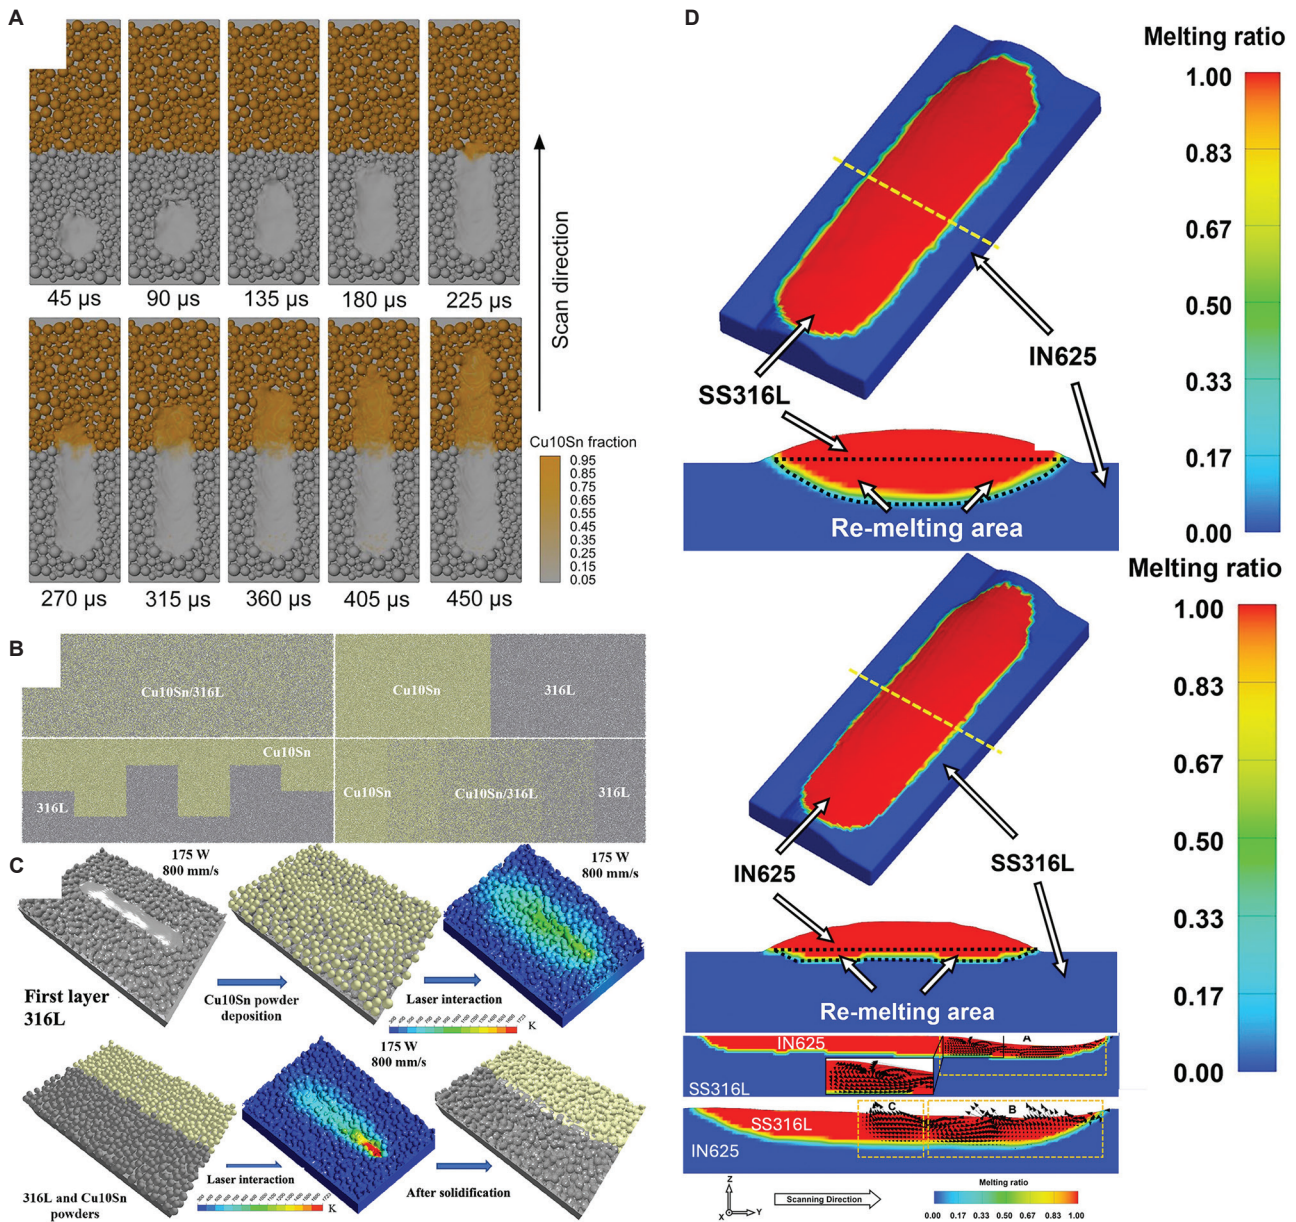 A
45 µs
90 µs
135 µs
180 µs
225 µs
Scan direction
270 µs
315 µs
360 µs
405 µs
450 µs
Cu10Sn fraction
0.95
0.85
0.75
0.65
0.55
0.45
0.35
0.25
0.15
0.05
B
Cu10Sn/316L
Cu10Sn
316L
Cu10Sn
316L
Cu10Sn
Cu10Sn/316L
316L
C
175 W
800 mm/s
175 W
800 mm/s
First layer
316L
Cu10Sn powder
deposition
Laser interaction
K
175 W
800 mm/s
316L and Cu10Sn
powders
Laser interaction
K
After solidification
D
Melting ratio
1.00
0.83
0.67
0.50
0.33
0.17
0.00
IN625
SS316L
Re-melting area
Melting ratio
1.00
0.83
0.67
0.50
0.33
0.17
0.00
SS316L
IN625
Re-melting area
IN625
A
SS316L
C
B
SS316L
IN625
Z
X
Y
Scanning Direction
Melting ratio
0.00 0.17 0.33 0.50 0.67 0.83 1.00